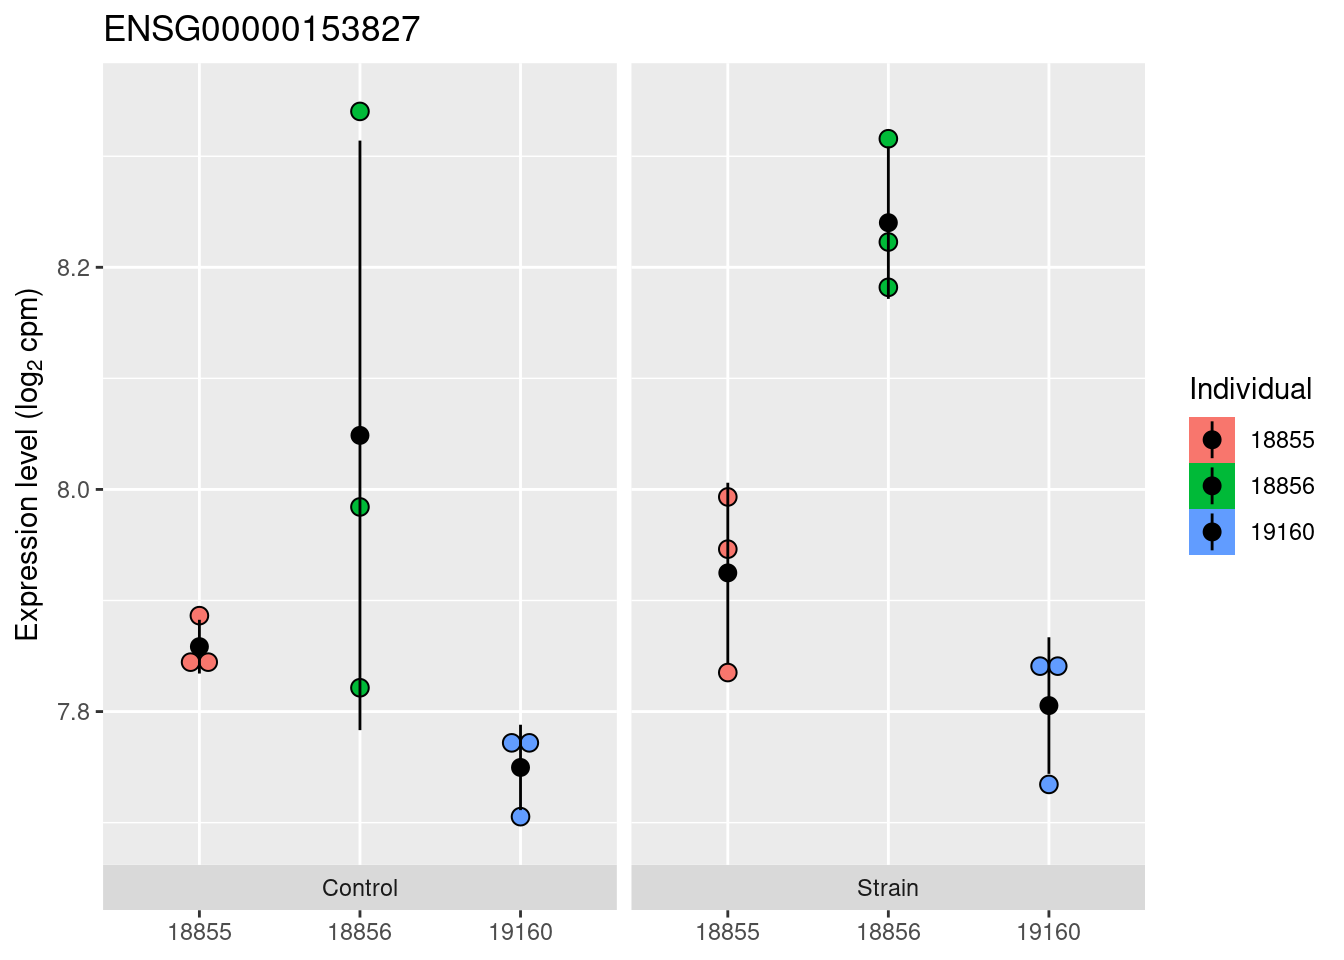 ENSG00000153827
Expression level (log2 cpm)
8.2
8.0
7.8
Control
Strain
18855
18856
19160
18855
18856
19160
Individual
18855
18856
19160